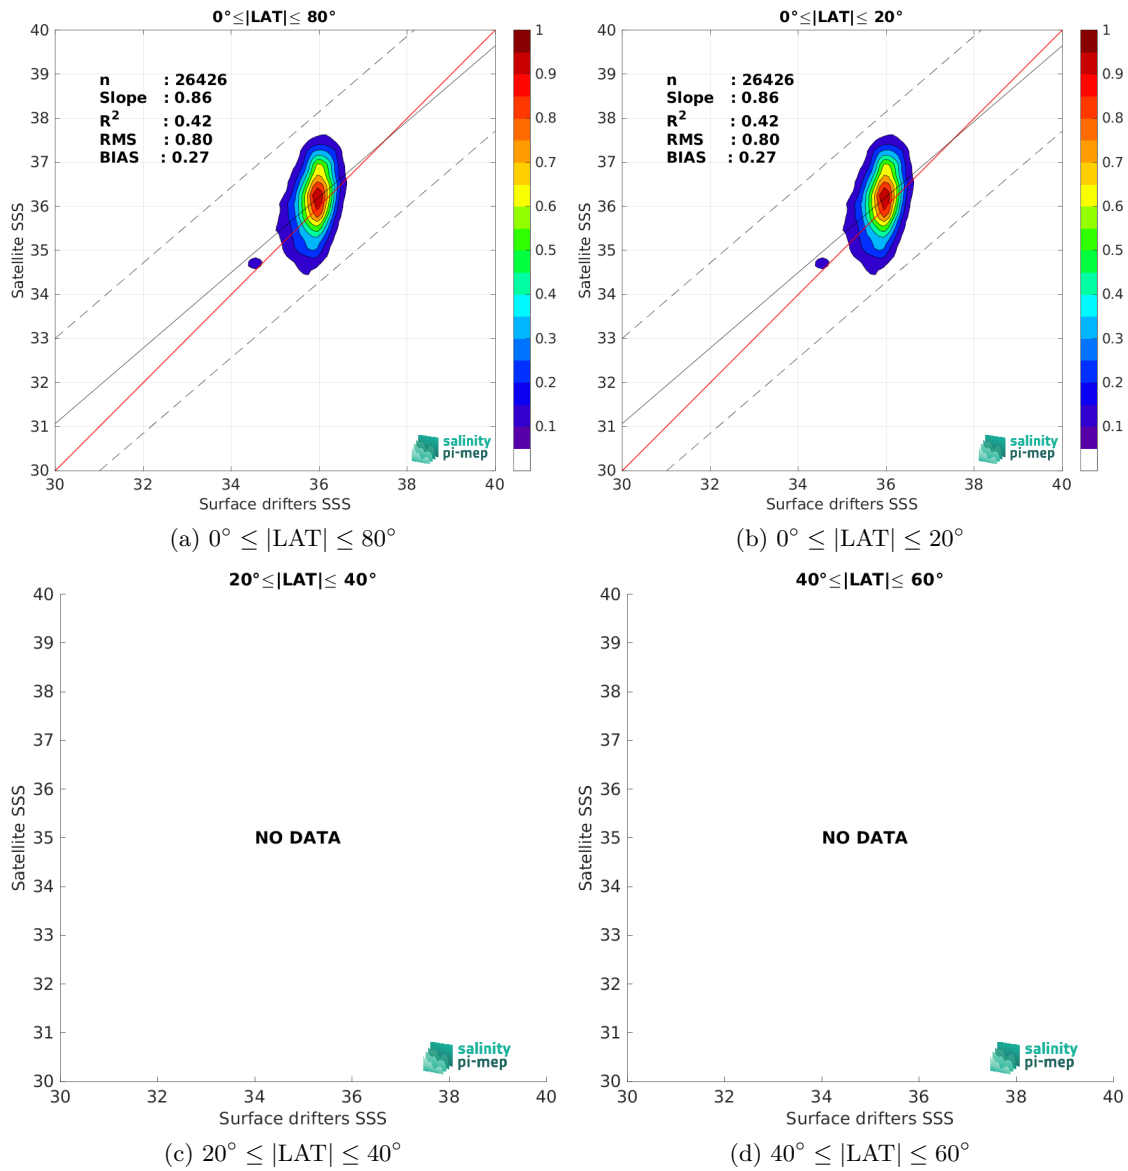 0°≤|LAT|≤ 80°
40
39
38
37
36
35
34
33
32
31
30
Satellite SSS
n : 26426
Slope : 0.86
R² : 0.42
RMS : 0.80
BIAS : 0.27
1
0.9
0.8
0.7
0.6
0.5
0.4
0.3
0.2
0.1
salinity
pi-mep
30 32 34 36 38 40
Surface drifters SSS
(a) 0° ≤ |LAT| ≤ 80°
0°≤|LAT|≤ 20°
40
39
38
37
36
35
34
33
32
31
30
Satellite SSS
n : 26426
Slope : 0.86
R² : 0.42
RMS : 0.80
BIAS : 0.27
1
0.9
0.8
0.7
0.6
0.5
0.4
0.3
0.2
0.1
salinity
pi-mep
30 32 34 36 38 40
Surface drifters SSS
(b) 0° ≤ |LAT| ≤ 20°
20°≤|LAT|≤ 40°
40
39
38
37
36
35
34
33
32
31
30
Satellite SSS
NO DATA
salinity
pi-mep
30 32 34 36 38 40
Surface drifters SSS
(c) 20° ≤ |LAT| ≤ 40°
40°≤|LAT|≤ 60°
40
39
38
37
36
35
34
33
32
31
30
Satellite SSS
NO DATA
salinity
pi-mep
30 32 34 36 38 40
Surface drifters SSS
(d) 40° ≤ |LAT| ≤ 60°